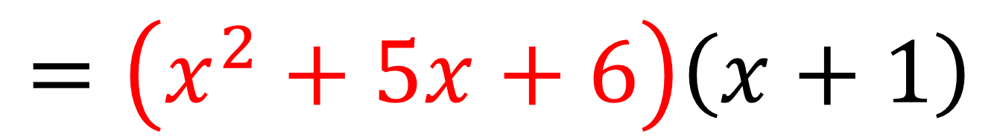 = (x² + 5x + 6)(x + 1)